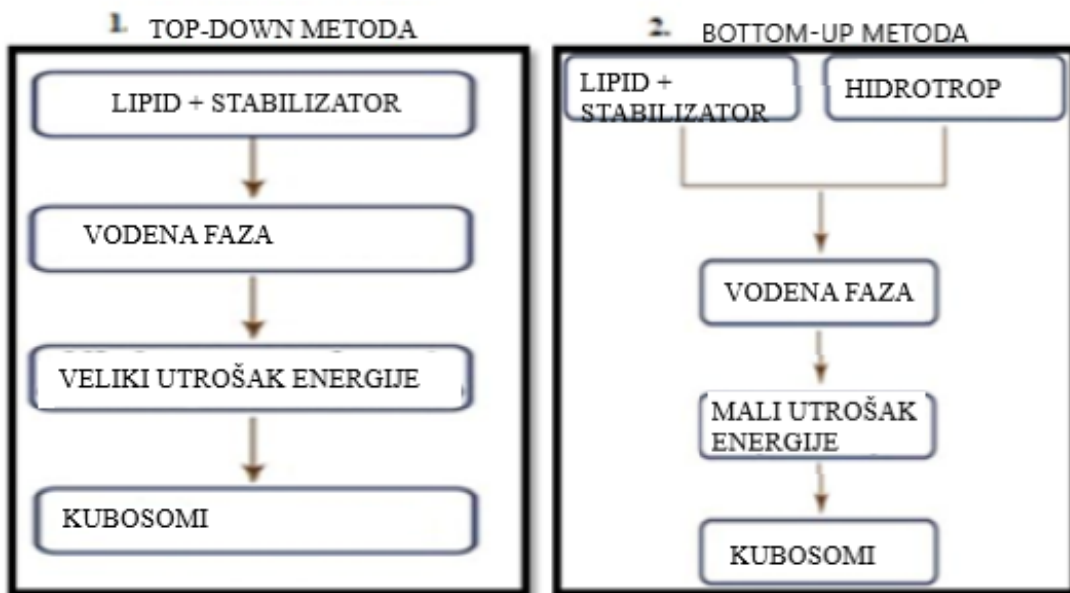 1. TOP-DOWN METODA
LIPID + STABILIZATOR
VODENA FAZA
VELIKI UTROŠAK ENERGIJE
KUBOSOMI
2. BOTTOM-UP METODA
LIPID +
STABILIZATOR
HIDROTROP
VODENA FAZA
MALI UTROŠAK
ENERGIJE
KUBOSOMI